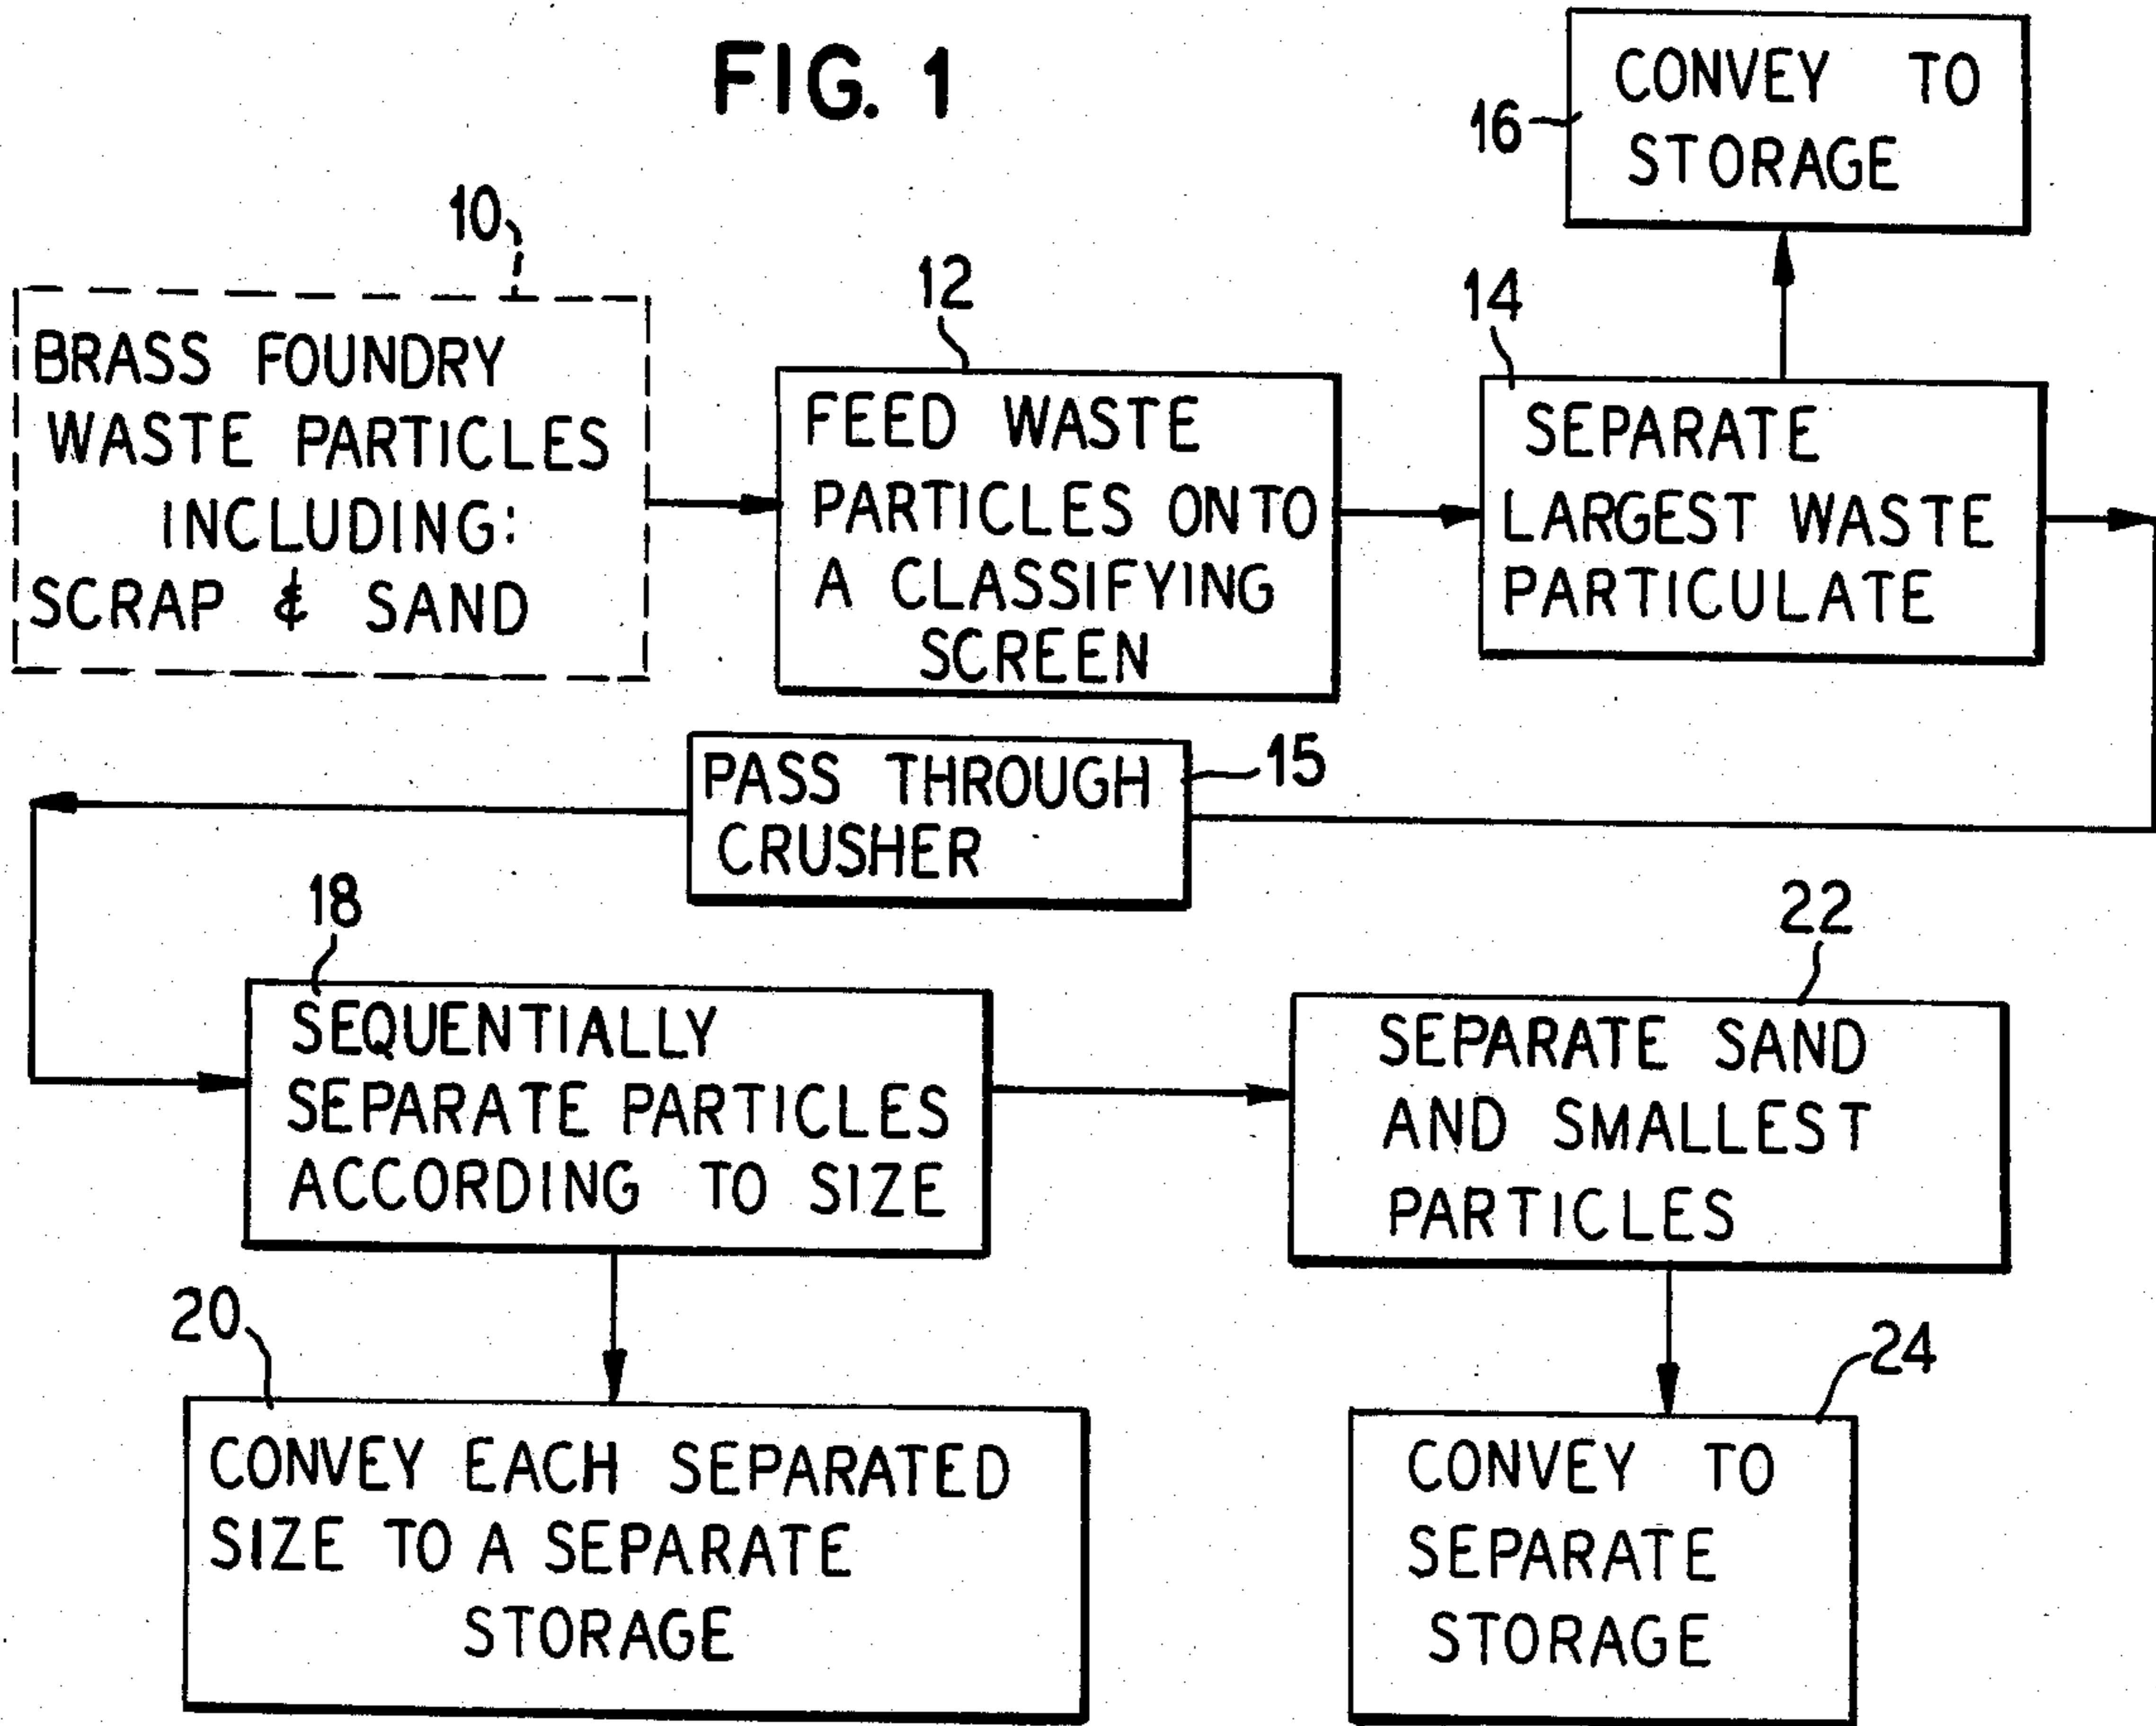 FIG. 1
16
CONVEY TO
STORAGE
10
BRASS FOUNDRY
WASTE PARTICLES
INCLUDING:
SCRAP & SAND
12
FEED WASTE
PARTICLES ONTO
A CLASSIFYING
SCREEN
14
SEPARATE
LARGEST WASTE
PARTICULATE
PASS THROUGH
CRUSHER
15
18
SEQUENTIALLY
SEPARATE PARTICLES
ACCORDING TO SIZE
22
SEPARATE SAND
AND SMALLEST
PARTICLES
20
CONVEY EACH SEPARATED
SIZE TO A SEPARATE
STORAGE
24
CONVEY TO
SEPARATE
STORAGE